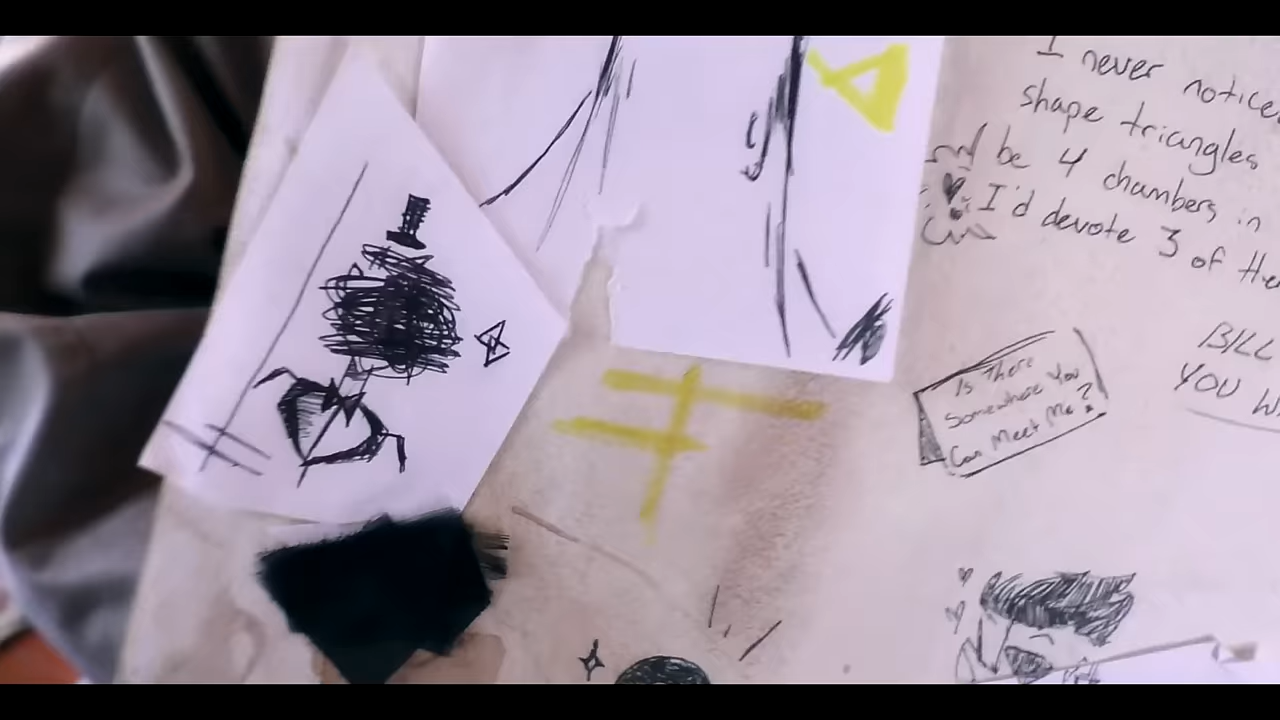 I never notice
shape triangles
be 4 chambers in
I'd devote 3 of
BILL
YOU
Is There
Somewhere You
Can Meet Me?